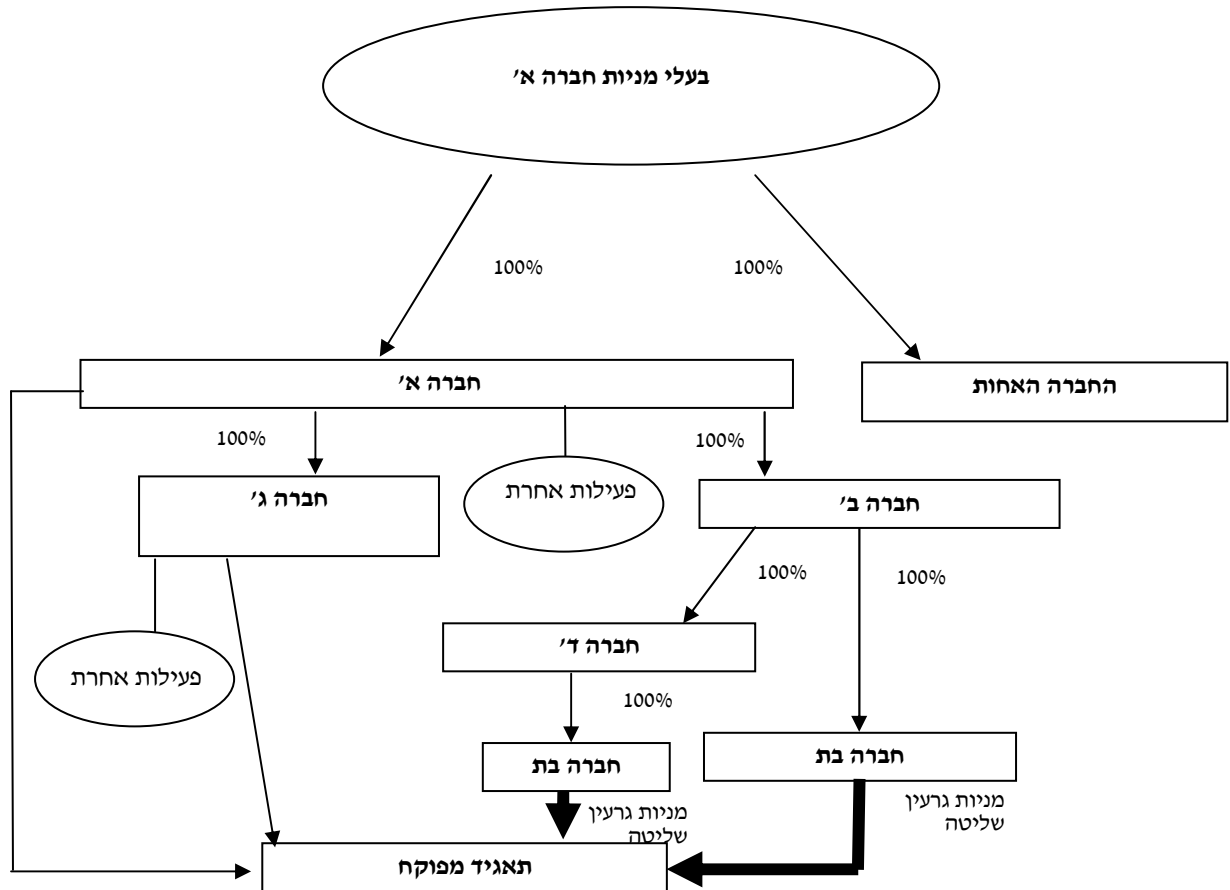 בעלי מניות חברה א'
100%
100%
חברה א'
החברה האחות
100%
100%
חברה ג'
פעילות אחרת
חברה ב'
100%
100%
חברה ד'
פעילות אחרת
100%
חברה בת
חברה בת
מניות גרעין
שליטה
מניות גרעין
שליטה
תאגיד מפוקח